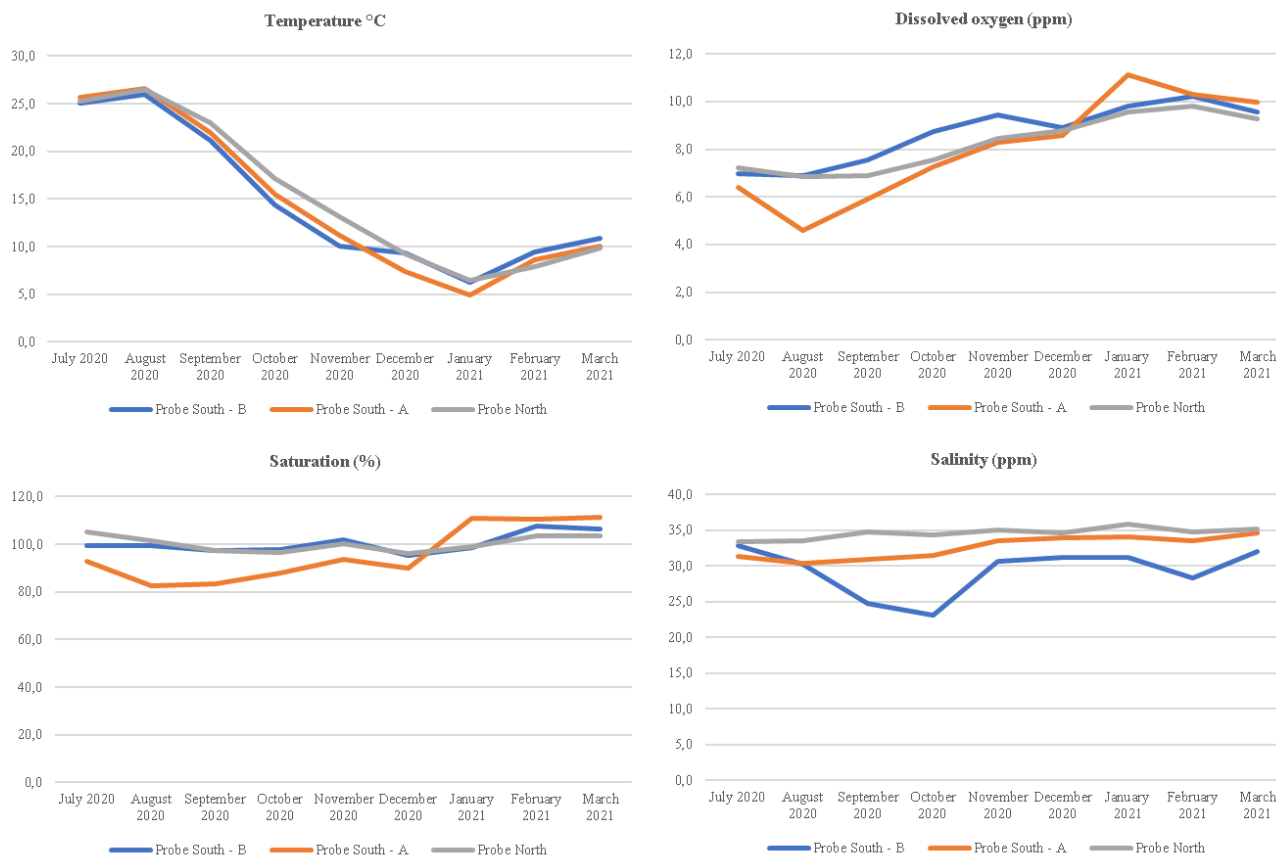 Temperature °C
30,0
25,0
20,0
15,0
10,0
5,0
0,0
July 2020 August September October November December January February March
2020 2020 2020 2020 2020 2021 2021 2021
Probe South - B Probe South - A Probe North
Dissolved oxygen (ppm)
12,0
10,0
8,0
6,0
4,0
2,0
0,0
July 2020 August September October November December January February March
2020 2020 2020 2020 2020 2021 2021 2021
Probe South - B Probe South - A Probe North
Saturation (%)
120,0
100,0
80,0
60,0
40,0
20,0
0,0
July 2020 August September October November December January February March
2020 2020 2020 2020 2020 2021 2021 2021
Probe South - B Probe South - A Probe North
Salinity (ppm)
40,0
35,0
30,0
25,0
20,0
15,0
10,0
5,0
0,0
July 2020 August September October November December January February March
2020 2020 2020 2020 2020 2021 2021 2021
Probe South - B Probe South - A Probe North